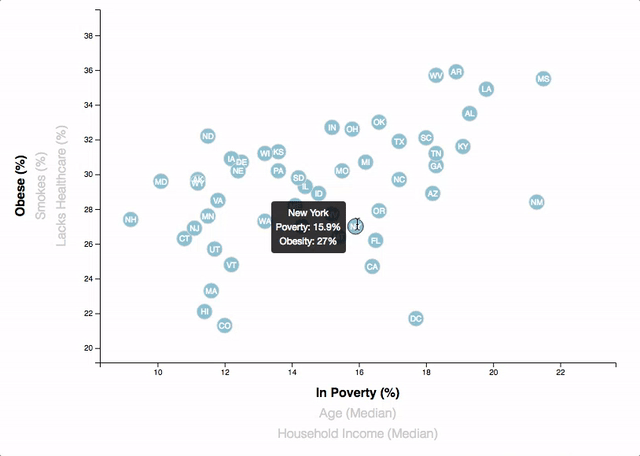 Obese (%)
Smokes (%)
Lacks Healthcare (%)
38
36
34
32
30
28
26
24
22
20
WV
AR
MS
LA
AL
OK
IN
OH
ND
TX
SC
KY
IA
DE
WI
KS
TN
MI
GA
NE
PA
MO
MD
WY
SD
IL
NC
ID
AZ
VA
NM
MN
OR
NH
WA
NJ
CT
FL
UT
VT
CA
MA
HI
CO
DC
New York
Poverty: 15.9%
Obesity: 27%
10
12
14
16
18
20
22
In Poverty (%)
Age (Median)
Household Income (Median)